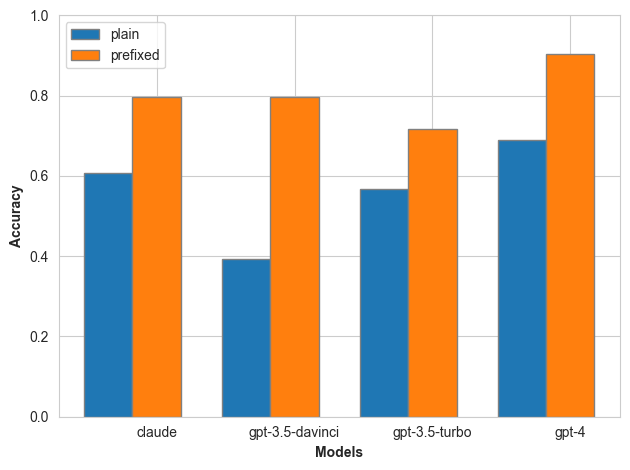 1.0
plain
prefixed
0.8
0.6
Accuracy
0.4
0.2
0.0
claude gpt-3.5-davinci gpt-3.5-turbo gpt-4
Models